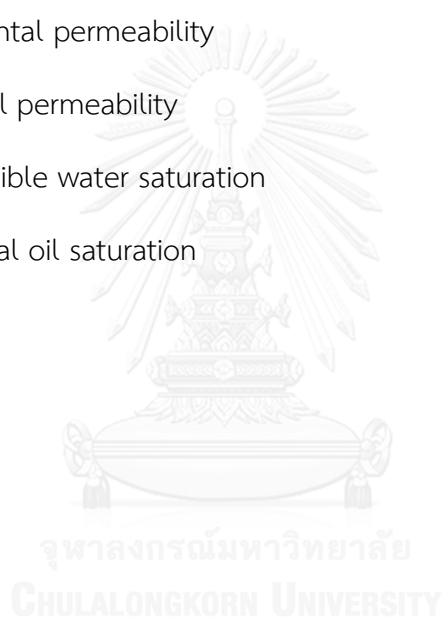 ntal permeability
l permeability
ible water saturation
al oil saturation
จุฬาลงกรณ์มหาวิทยาลัย
CHULALONGKORN UNIVERSITY